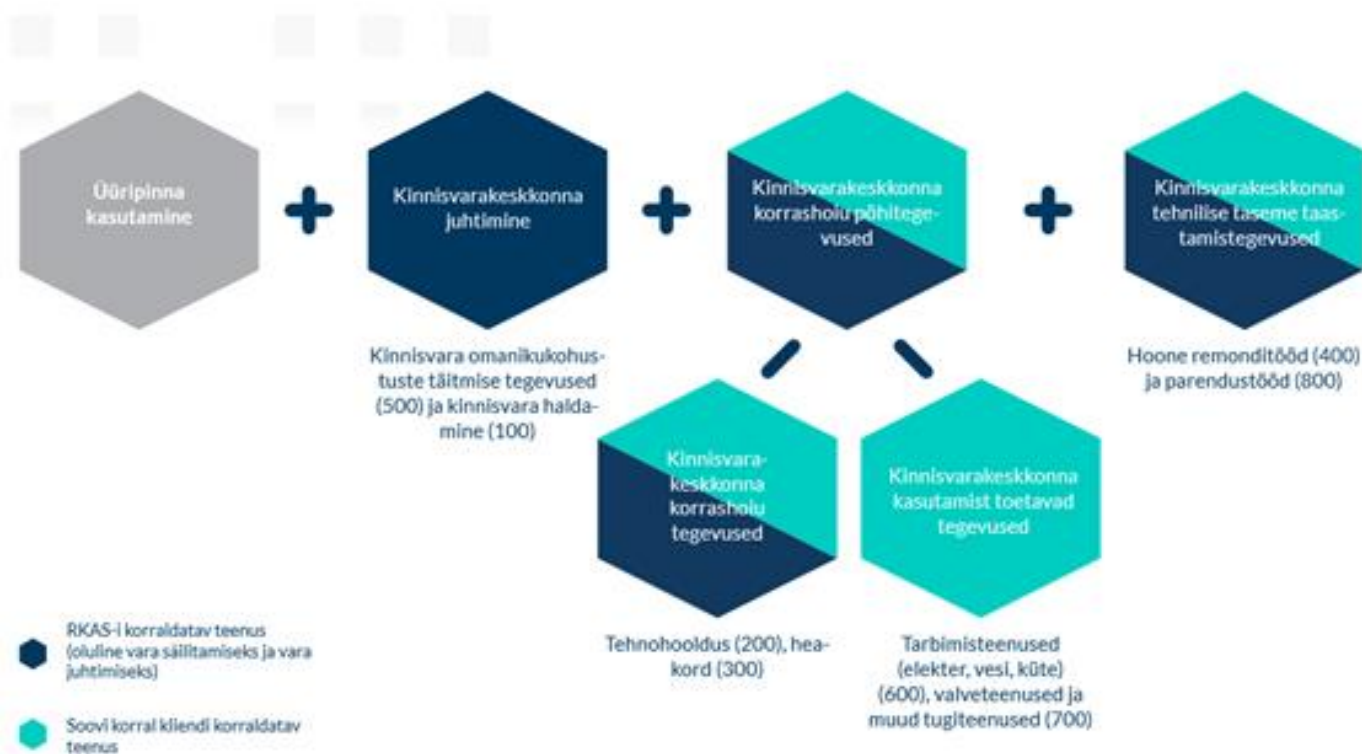 Üüripinna
kasutamine
Kinnisvarakeskkonna
juhtimine
Kinnisvarakeskkonna
korrashoiu põhitege-
vused
Kinnisvarakeskkonna
tehnilise taseme taas-
tamistegevused
Kinnisvara omanikukohus-
tuste täitmise tegevused
(500) ja kinnisvara halda-
mine (100)
Hoone remonditööd (400)
ja parendustööd (800)
Kinnisvara-
keskkonna
korrashoiu
tegevused
Kinnisvarakeskkonna
kasutamist toetavad
tegevused
Tehnohooldus (200), hea-
kord (300)
Tarbimisteenused
(elekter, vesi, küte)
(600), valveteenused ja
muud tugiteenused (700)
RKAS-i korraldatav teenus
(oluline vara säilitamiseks ja vara
juhtimiseks)
Soovi korral kliendi korraldatav
teenus